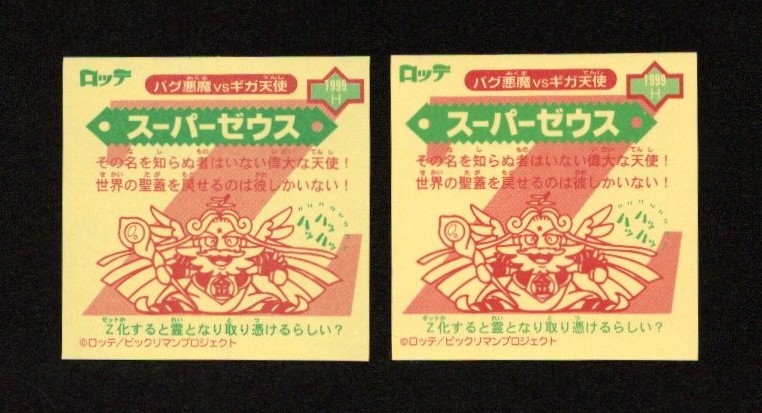 ロッテ
バグ悪魔vsギガ天使
1999
H
スーパーゼウス
その名を知らぬ者はいない偉大な天使！
世界の聖蓋を戻せるのは彼しかいない！
ハッ
ハッ
ハッ
金
Z化すると霊となり取り憑けるらしい？
©ロッテ/ビックリマンプロジェクト
ロッテ
バグ悪魔vsギガ天使
1999
H
スーパーゼウス
その名を知らぬ者はいない偉大な天使！
世界の聖蓋を戻せるのは彼しかいない！
ハッ
ハッ
ハッ
金
Z化すると霊となり取り憑けるらしい？
©ロッテ/ビックリマンプロジェクト